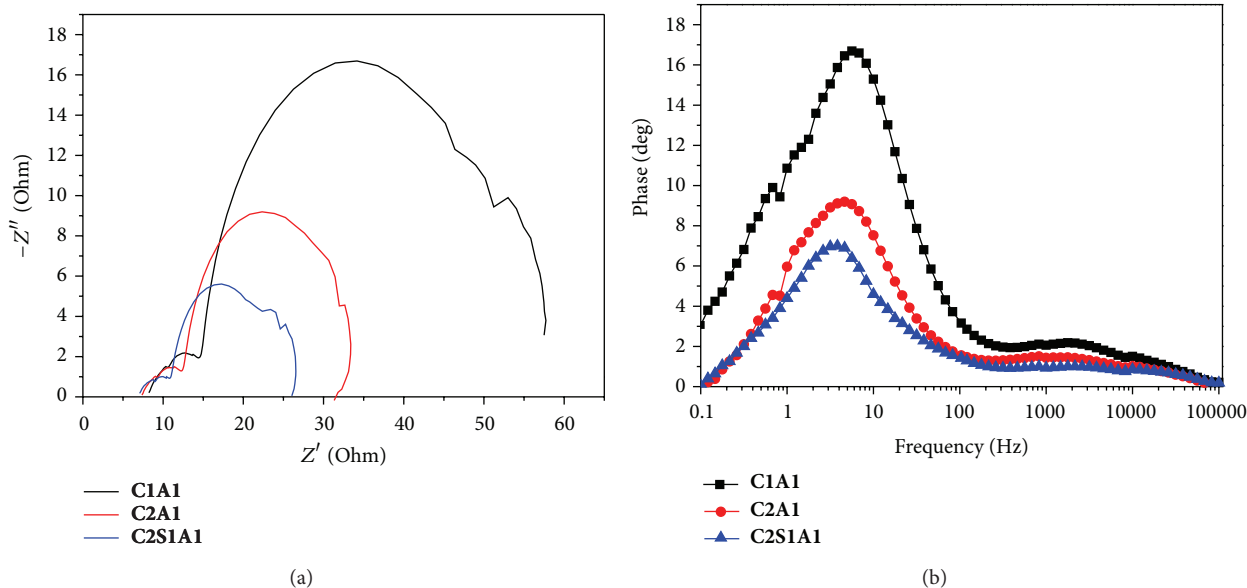 18
16
14
12
10
8
6
4
2
0
−Z″ (Ohm)
0 10 20 30 40 50 60
Z′ (Ohm)
C1A1
C2A1
C2S1A1
(a)
18
16
14
12
10
8
6
4
2
0
Phase (deg)
0.1 1 10 100 1000 10000 100000
Frequency (Hz)
C1A1
C2A1
C2S1A1
(b)